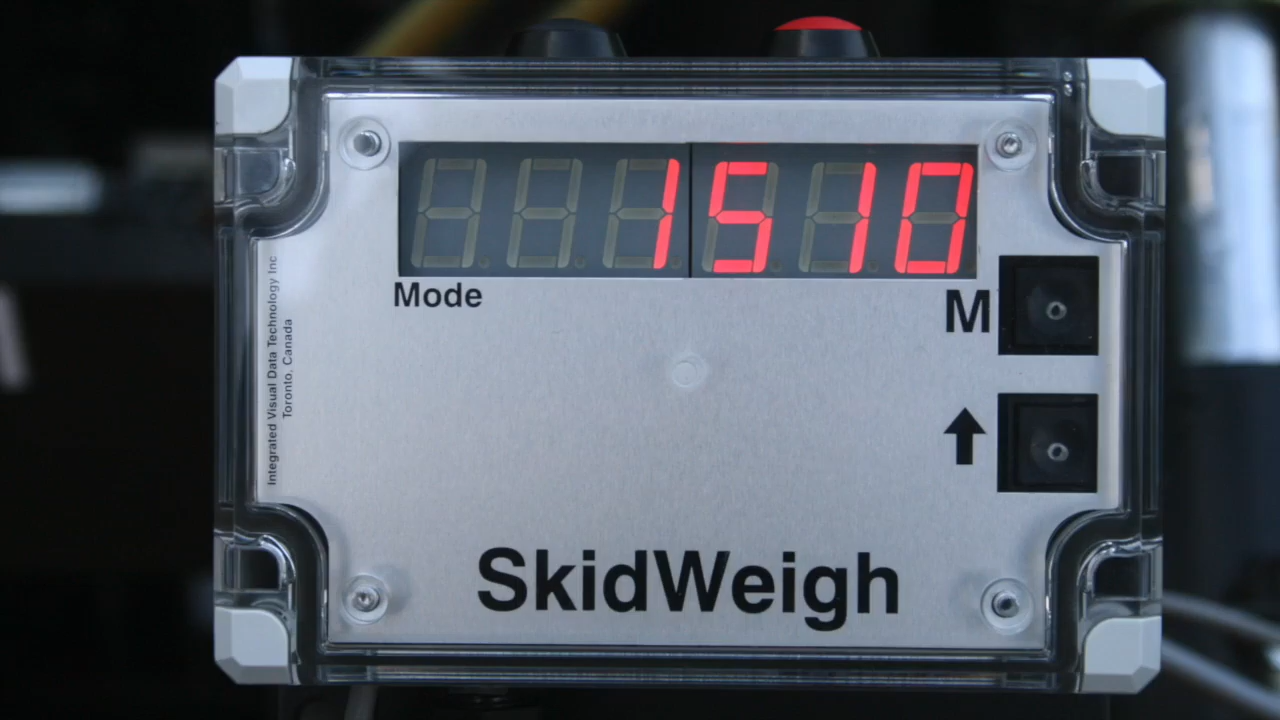 1510
Mode
M
Integrated Visual Data Technology Inc
Toronto, Canada
SkidWeigh